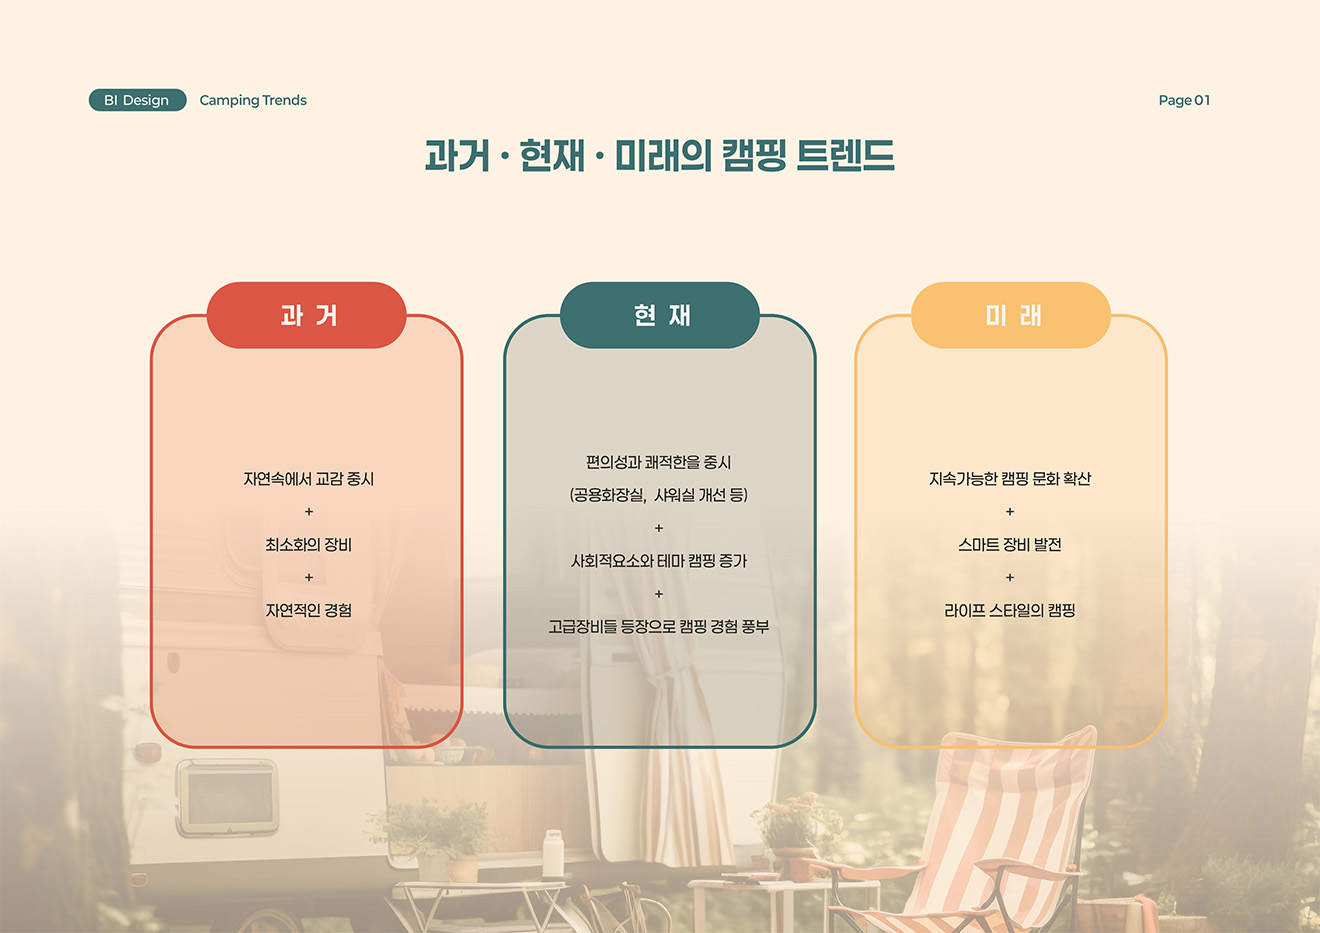 BI Design Camping Trends Page 01
과거 · 현재 · 미래의 캠핑 트렌드
과 거
자연속에서 교감 중시
+
최소화의 장비
+
자연적인 경험
현 재
편의성과 쾌적한을 중시
(공용화장실, 샤워실 개선 등)
+
사회적요소와 테마 캠핑 증가
+
고급장비들 등장으로 캠핑 경험 풍부
미 래
지속가능한 캠핑 문화 확산
+
스마트 장비 발전
+
라이프 스타일의 캠핑